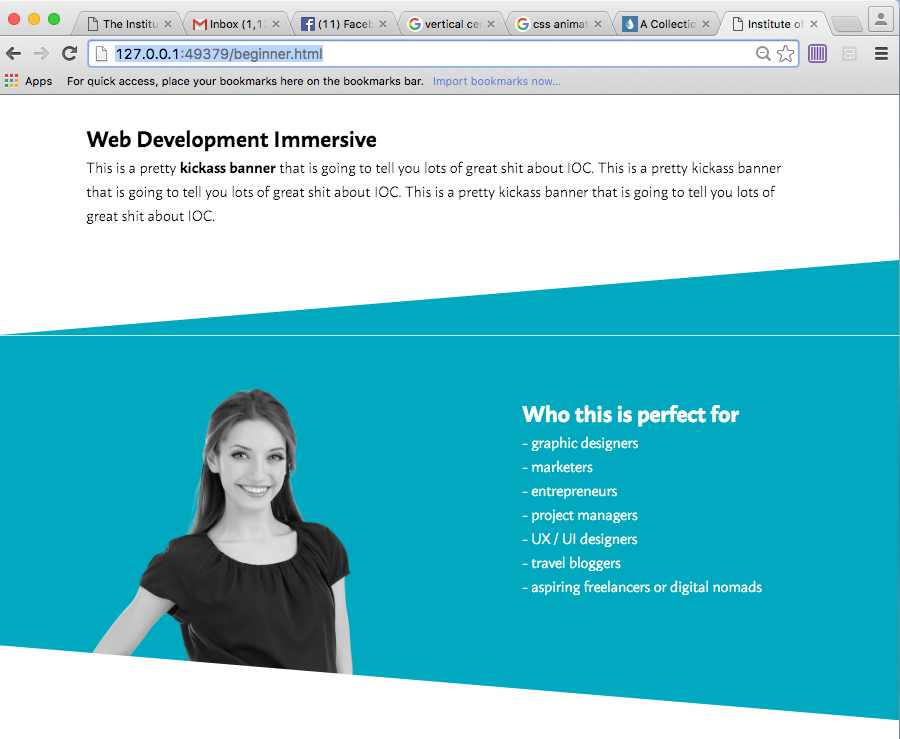 The Institu
Inbox (1,12
(11) Faceb
vertical cen
css animat
A Collectio
Institute of
127.0.0.1:49379/beginner.html
Apps For quick access, place your bookmarks here on the bookmarks bar. Import bookmarks now...
Web Development Immersive
This is a pretty kickass banner that is going to tell you lots of great shit about IOC. This is a pretty kickass banner
that is going to tell you lots of great shit about IOC. This is a pretty kickass banner that is going to tell you lots of
great shit about IOC.
Who this is perfect for
- graphic designers
- marketers
- entrepreneurs
- project managers
- UX / UI designers
- travel bloggers
- aspiring freelancers or digital nomads